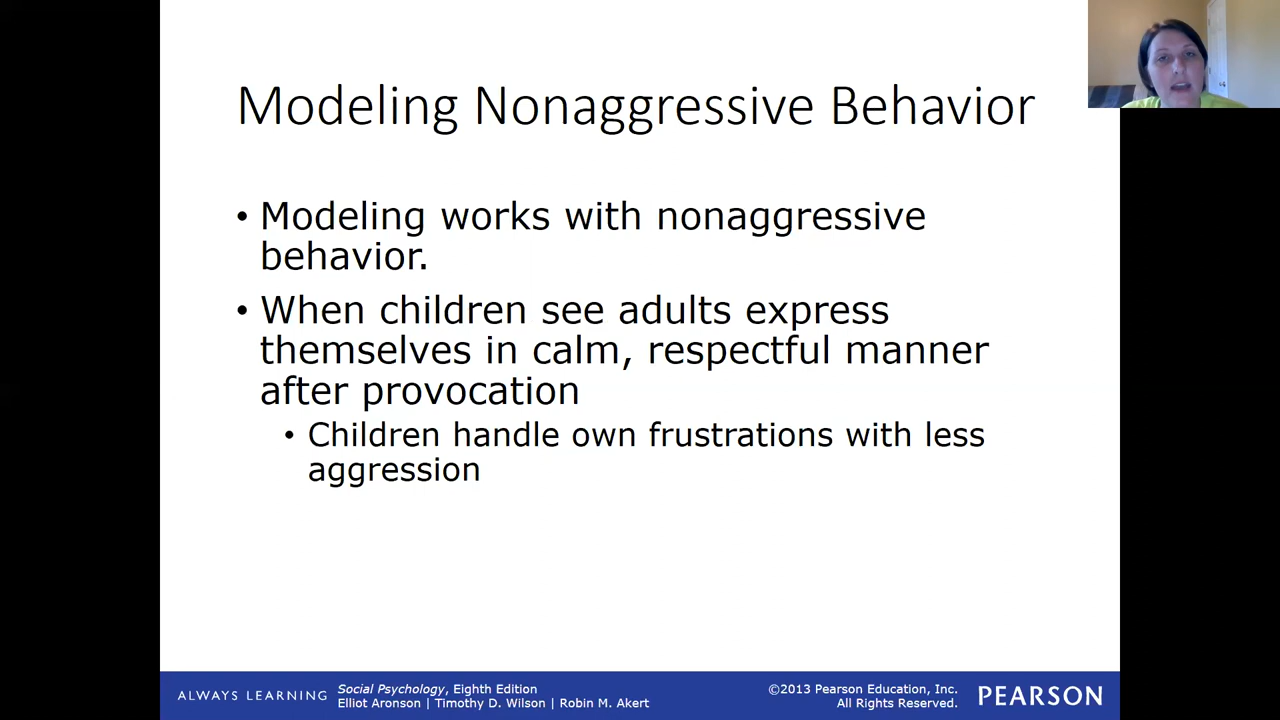 Modeling Nonaggressive Behavior
• Modeling works with nonaggressive
behavior.
• When children see adults express
themselves in calm, respectful manner
after provocation
• Children handle own frustrations with less
aggression
ALWAYS LEARNING
Social Psychology, Eighth Edition
Elliot Aronson | Timothy D. Wilson | Robin M. Akert
©2013 Pearson Education, Inc.
All Rights Reserved.
PEARSON